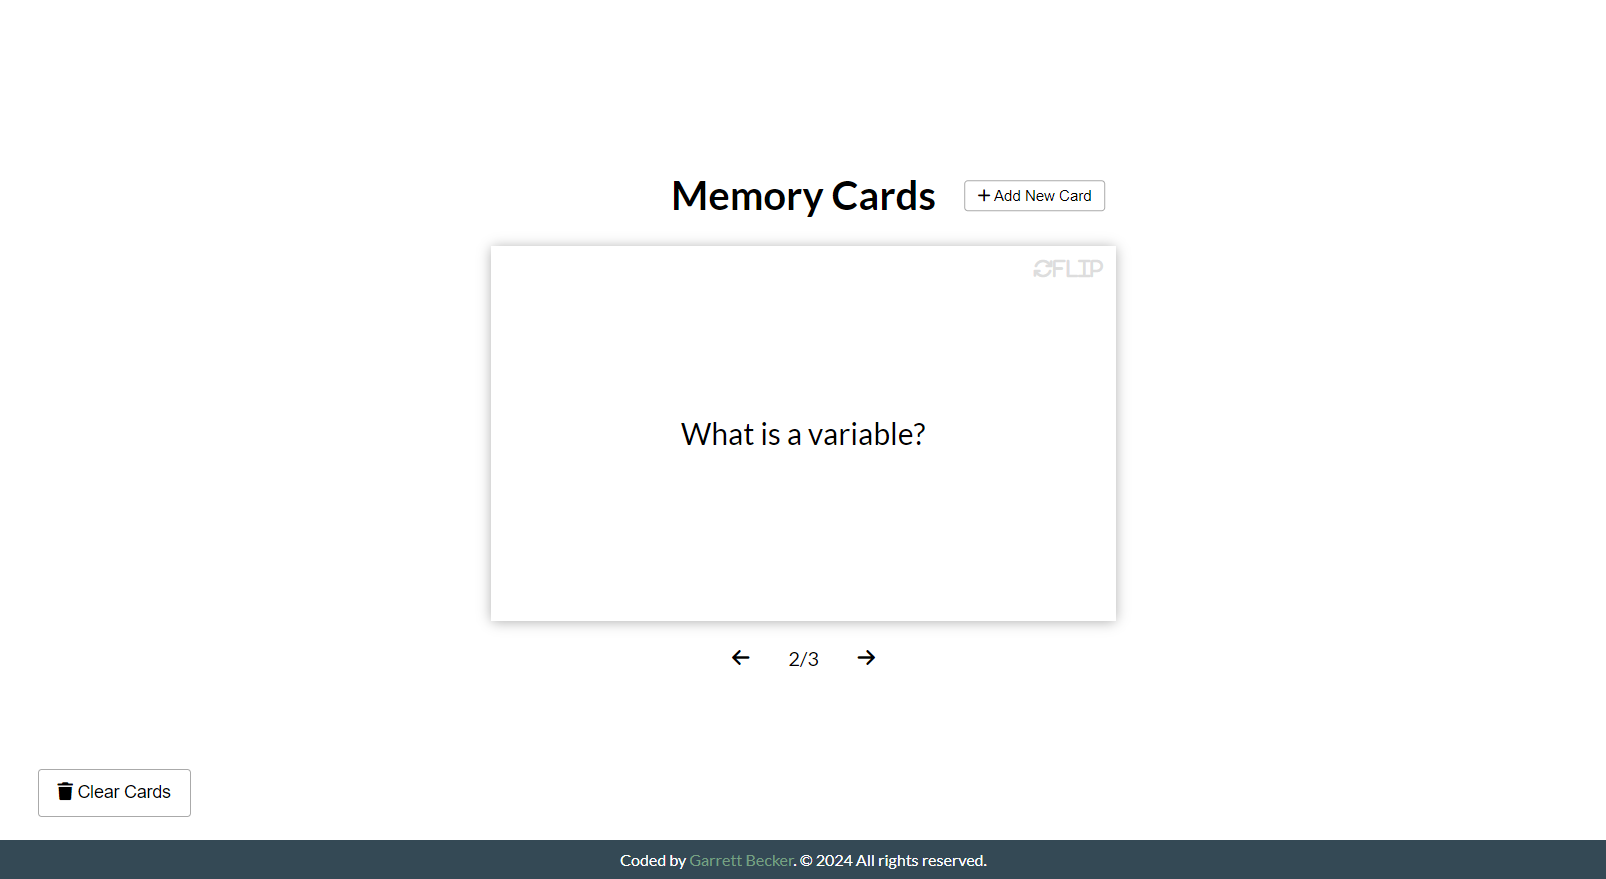 Memory Cards
Add New Card
FLIP
What is a variable?
2/3
Clear Cards
Coded by Garrett Becker. © 2024 All rights reserved.